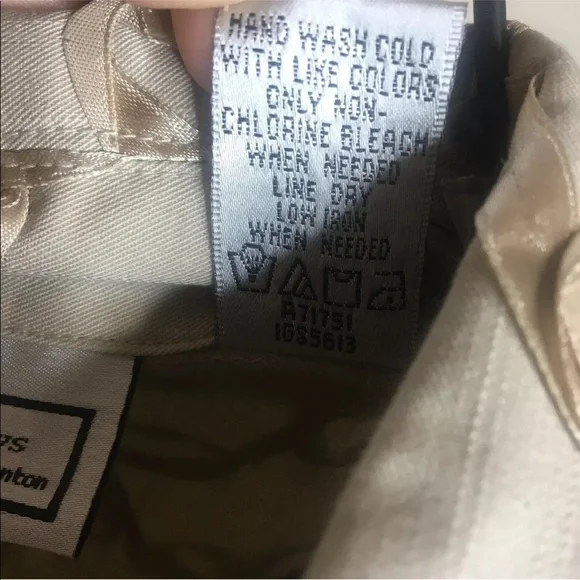 HAND WASH COLD
WITH LIKE COLORS
ONLY NON-
CHLORINE BLEACH
WHEN NEEDED
LINE DRY
LOW IRON
WHEN NEEDED
A71751
IGS5613